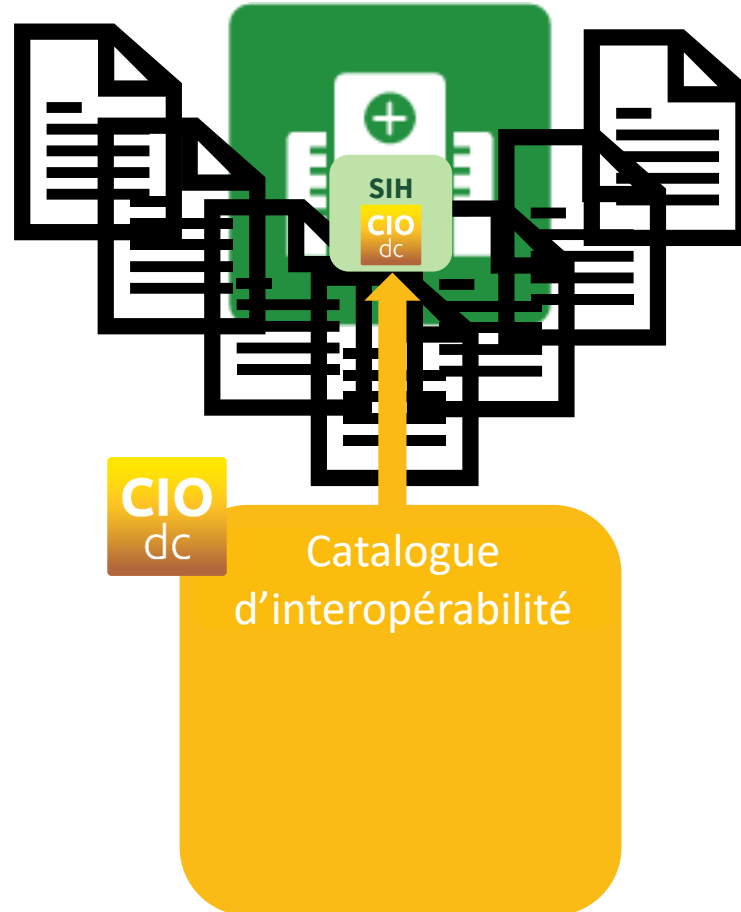 SIH
CIO
dc
CIO
dc
Catalogue
d’interopérabilité